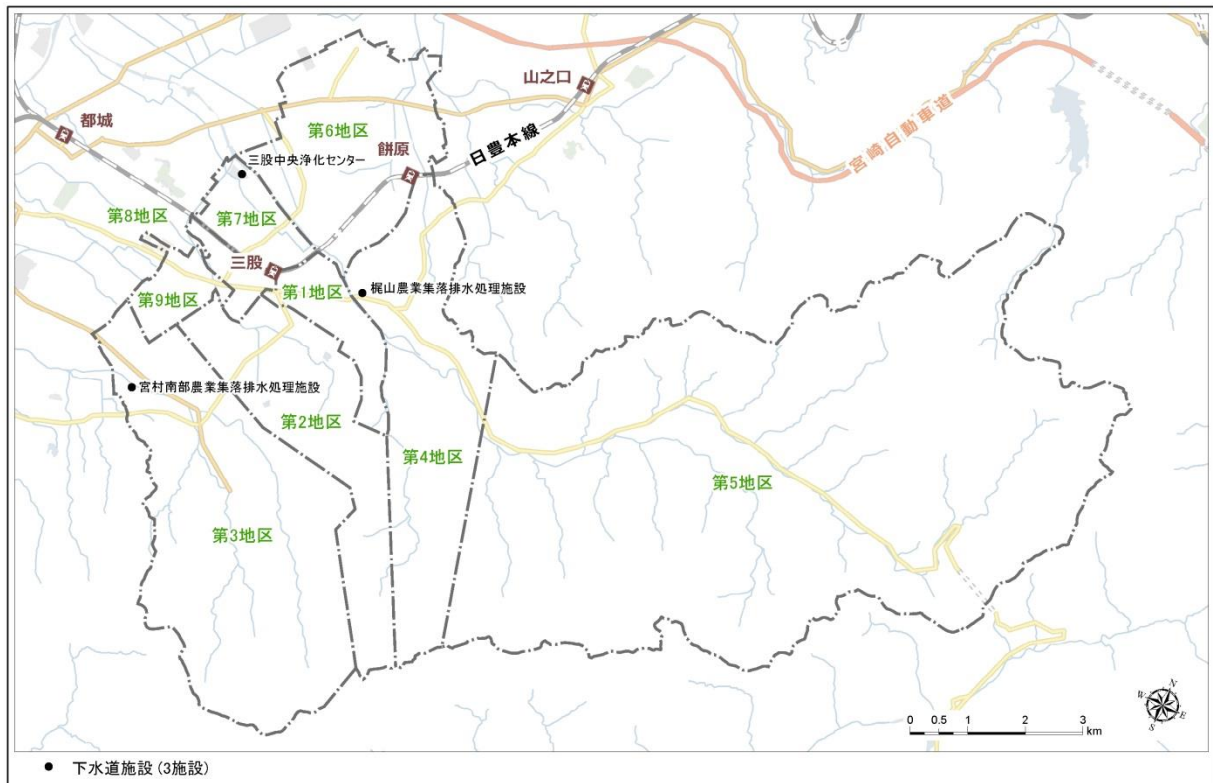 山之口
都城
第6地区
餅原
日豊本線
宮崎自動車道
三股中央浄化センター
第8地区
第7地区
三股
第1地区
梶山農業集落排水処理施設
第9地区
宮村南部農業集落排水処理施設
第2地区
第4地区
第5地区
第3地区
N
W
E
S
0 0.5 1 2 3
km
● 下水道施設(3施設)